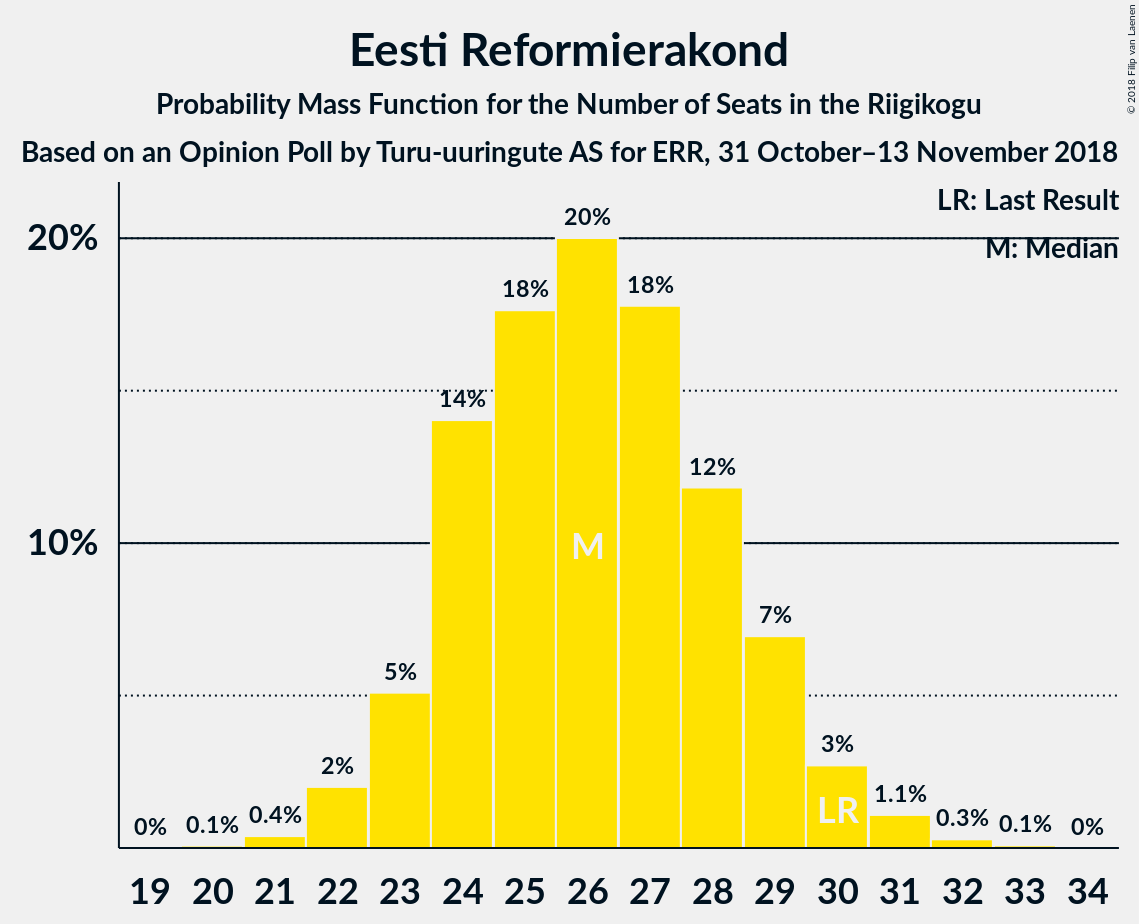 Eesti Reformierakond
Probability Mass Function for the Number of Seats in the Riigikogu
Based on an Opinion Poll by Turu-uuringute AS for ERR, 31 October–13 November 2018
© 2018 Filip van Laenen
LR: Last Result
M: Median
20%
10%
0%
0.1%
0.4%
2%
5%
14%
18%
20%
18%
12%
7%
3%
1.1%
0.3%
0.1%
0%
M
LR
19 20 21 22 23 24 25 26 27 28 29 30 31 32 33 34